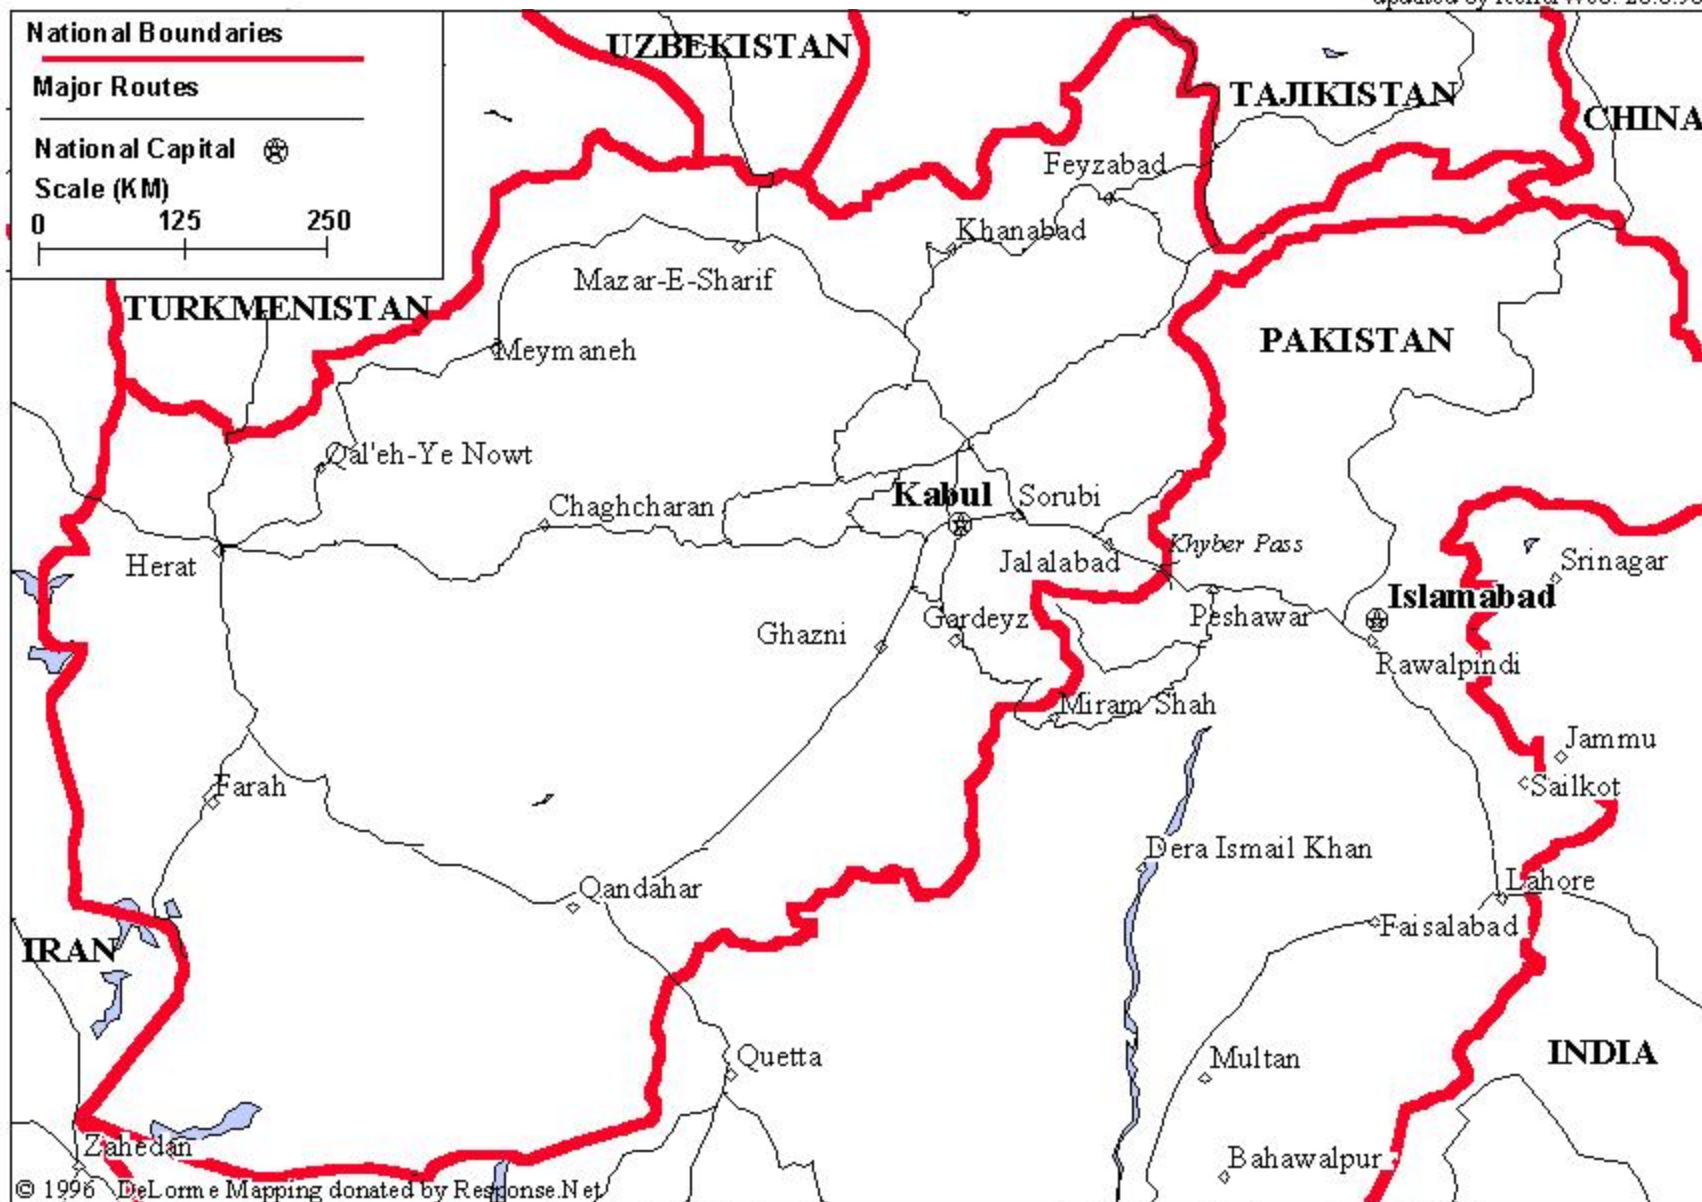 National Boundaries
Major Routes
National Capital
Scale (KM)
0 125 250
UZBEKISTAN
TAJIKISTAN
CHINA
Feyzabad
Khanabad
Mazar-E-Sharif
TURKMENISTAN
Meymaneh
PAKISTAN
Qal'eh-Ye Nowt
Chaghcharan
Kabul
Sorubi
Herat
Jalalabad
Khyber Pass
Srinagar
Islamabad
Ghazni
Gardeyz
Peshawar
Rawalpindi
Miram Shah
Jammu
Farah
Sailkot
Dera Ismail Khan
Qandahar
Lahore
Faisalabad
IRAN
Quetta
Multan
INDIA
Zahedan
Bahawalpur
© 1996 DeLorme Mapping donated by Response.Net